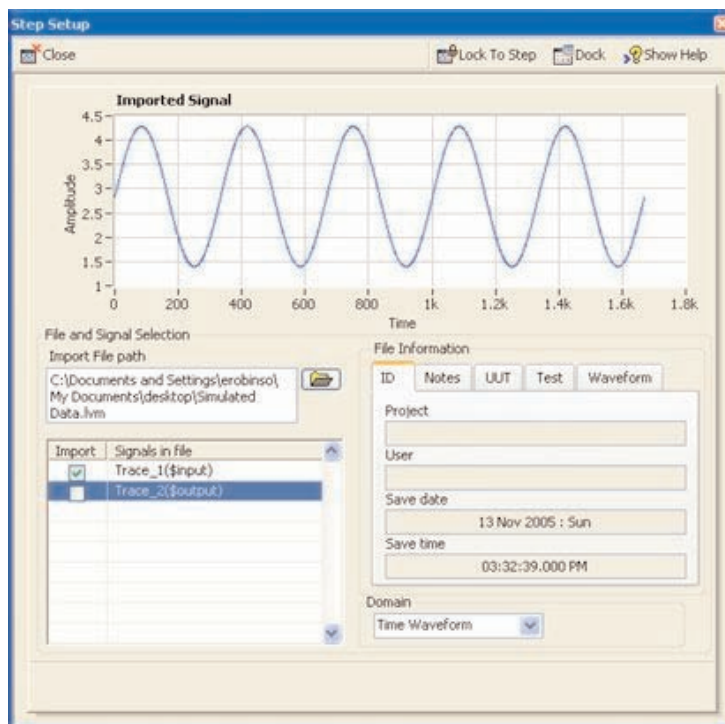 Step Setup
Close Lock To Step Dock Show Help
Imported Signal
4.5
4
3.5
3
2.5
2
1.5
1
Amplitude
0 200 400 600 800 1k 1.2k 1.4k 1.6k 1.8k
Time
File and Signal Selection
Import File path
C:\Documents and Settings\erobinso\
My Documents\desktop\Simulated
Data.lvm
Import Signals in file
Trace_1($input)
Trace_2($output)
File Information
ID Notes UUT Test Waveform
Project
User
Save date
13 Nov 2005 : Sun
Save time
03:32:39.000 PM
Domain
Time Waveform